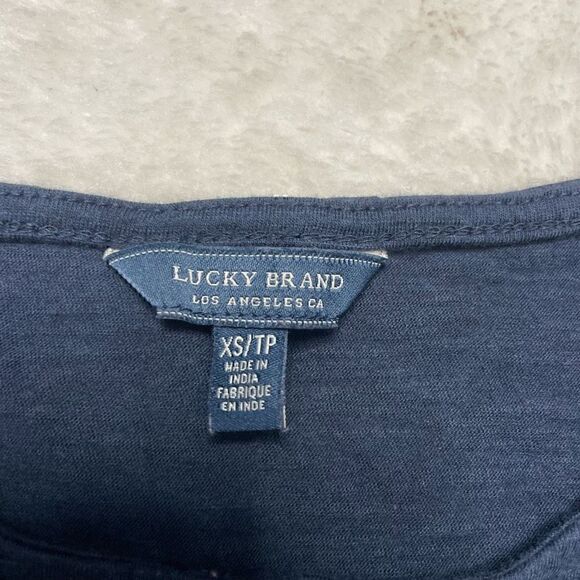 LUCKY BRAND
LOS ANGELES CA
XS/TP
MADE IN
INDIA
FABRIQUE
EN INDE